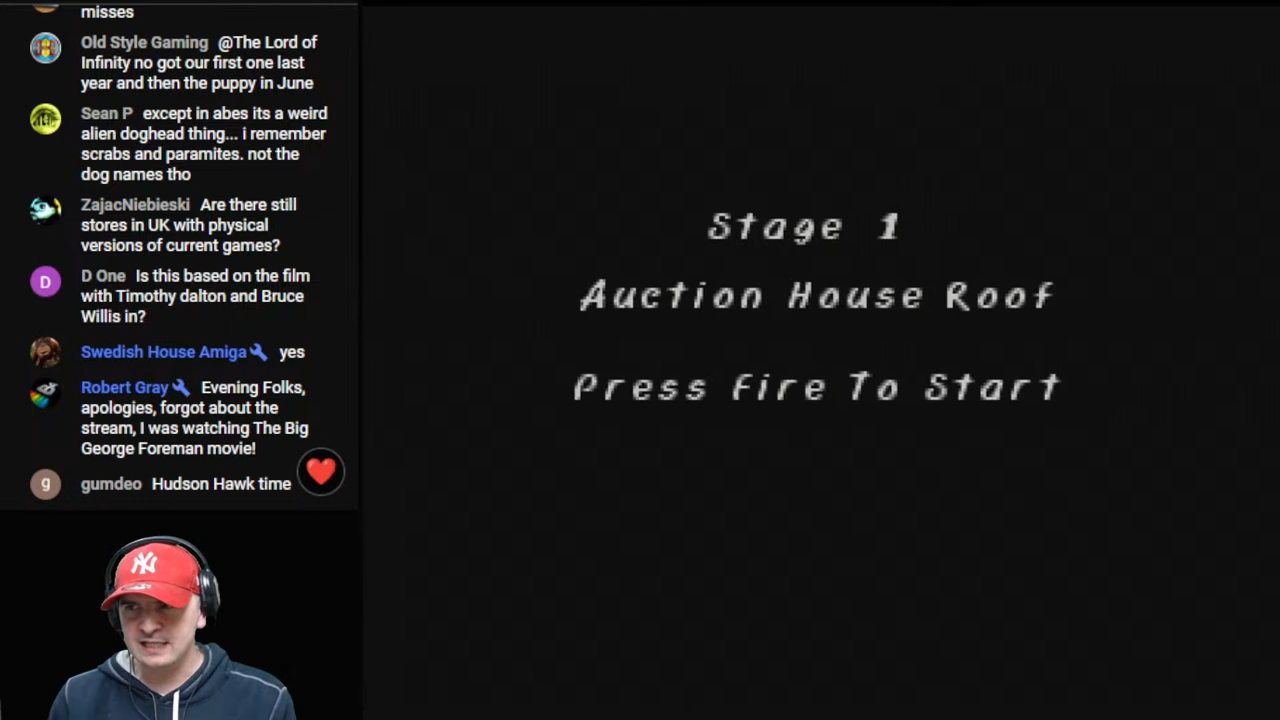 misses
Old Style Gaming @The Lord of
Infinity no got our first one last
year and then the puppy in June
Sean P except in abes its a weird
alien doghead thing... i remember
scrabs and paramites. not the
dog names tho
ZajacNiebieski Are there still
stores in UK with physical
versions of current games?
D
D One Is this based on the film
with Timothy dalton and Bruce
Willis in?
Swedish House Amiga yes
Robert Gray Evening Folks,
apologies, forgot about the
stream, I was watching The Big
George Foreman movie!
g
gumdeo Hudson Hawk time
NY
Stage 1
Auction House Roof
Press Fire To Start